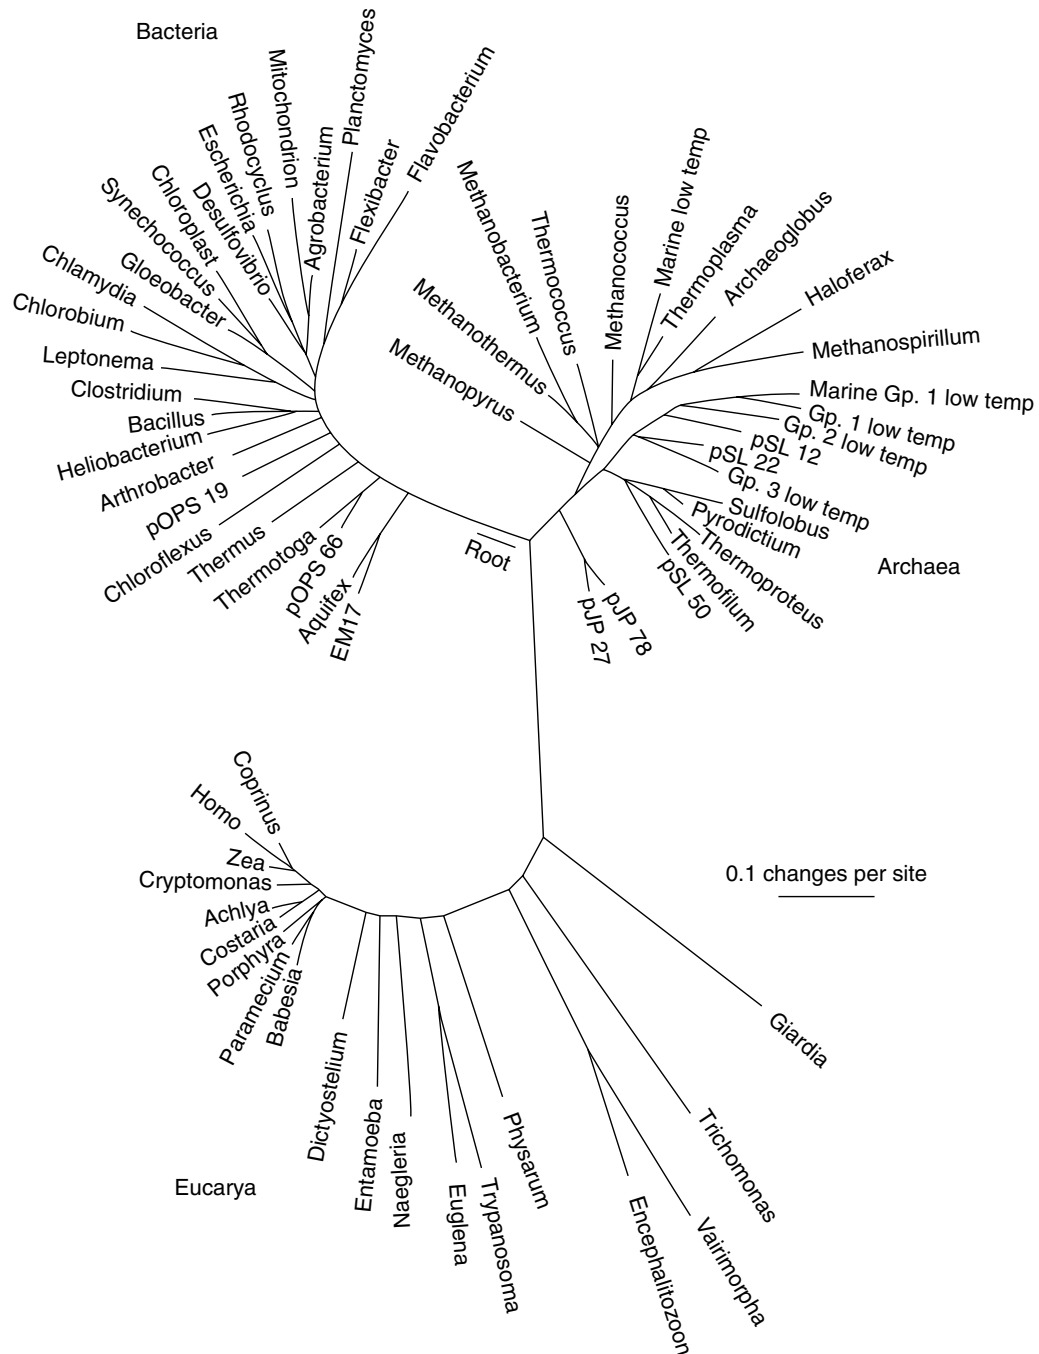 Bacteria
Planctomyces
Mitochondrion
Flavobacterium
Rhodocyclus
Escherichia
Agrobacterium
Flexibacter
Chloroplast
Desulfovibrio
Synechococcus
Gloeobacter
Chlamydia
Chlorobium
Leptonema
Clostridium
Bacillus
Heliobacterium
Arthrobacter
pOPS 19
Chloroflexus
Thermus
Thermotoga
pOPS 66
Aquifex
EM17
Root
Methanopyrus
Methanothermus
Methanobacterium
Thermococcus
Methanococcus
Marine low temp
Thermoplasma
Archaeoglobus
Haloferax
Methanospirillum
Marine Gp. 1 low temp
Gp. 1 low temp
Gp. 2 low temp
pSL 12
pSL 22
Gp. 3 low temp
Sulfolobus
Pyrodictium
Thermoproteus
Thermofilum
pSL 50
pJP 78
pJP 27
Archaea
Coprinus
Homo
Zea
Cryptomonas
Achlya
Costaria
Porphyra
Paramecium
Babesia
Dictyostelium
Entamoeba
Naegleria
Euglena
Trypanosoma
Physarum
Encephalitozoon
Vairimorpha
Trichomonas
Giardia
0.1 changes per site
Eucarya